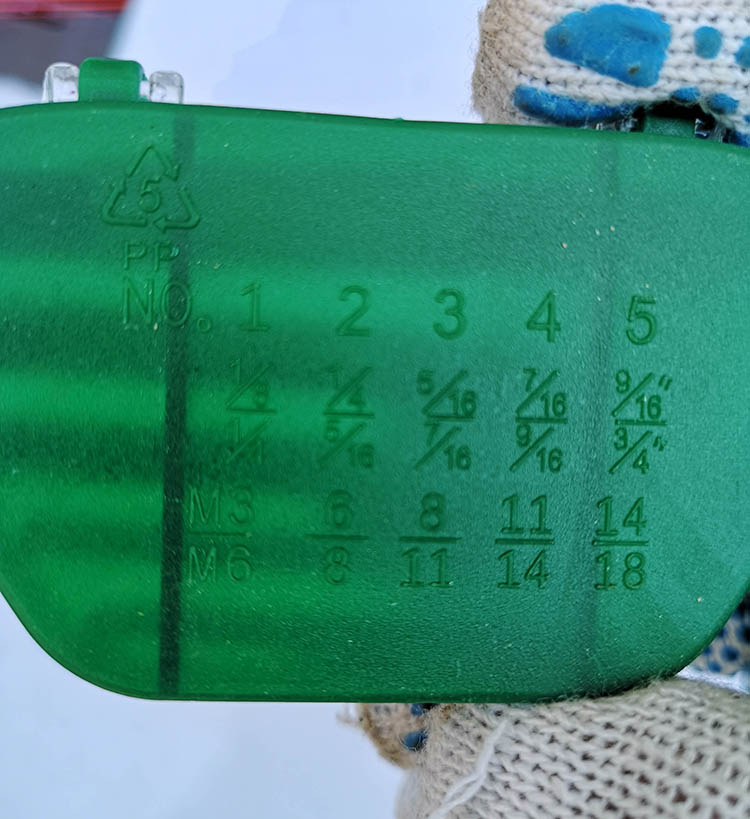 5
PP
NO. 1 2 3 4 5
1/8 1/4 5/16 7/16 9/16"
1/4 5/16 7/16 9/16 3/4"
M3 6 8 11 14
M6 8 11 14 18